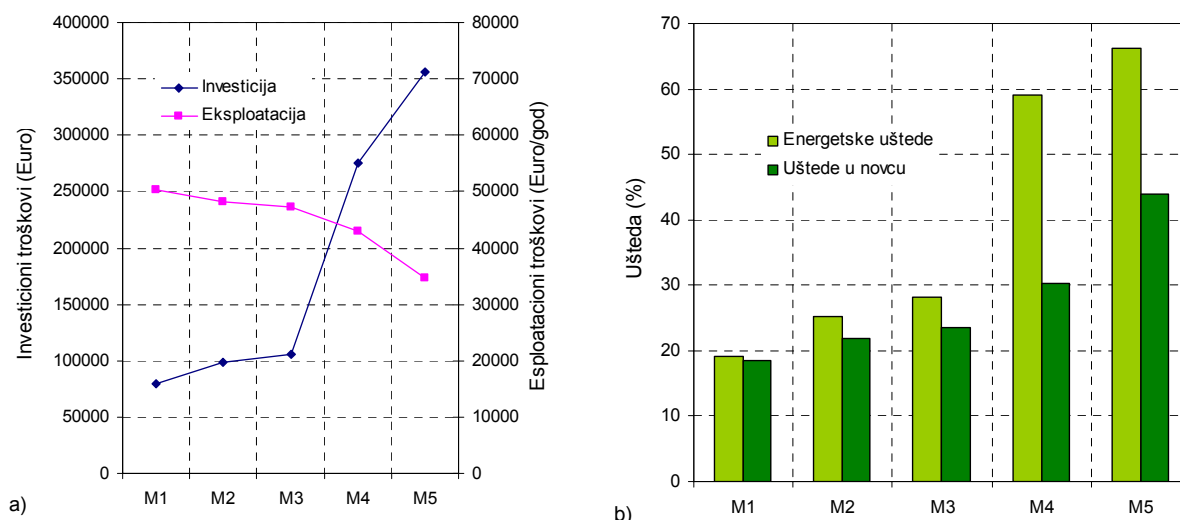 400000
350000
300000
250000
200000
150000
100000
50000
0
Investicioni troškovi (Euro)
Investicija
Eksploatacija
80000
70000
60000
50000
40000
30000
20000
10000
0
Esploatacioni troškovi (Euro/god)
M1 M2 M3 M4 M5
a)
70
60
50
40
30
20
10
0
Ušteda (%)
Energetske uštede
Uštede u novcu
M1 M2 M3 M4 M5
b)